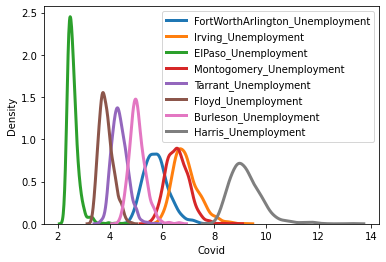 FortWorthArlington_Unemployment
Irving_Unemployment
ElPaso_Unemployment
Montogomery_Unemployment
Tarrant_Unemployment
Floyd_Unemployment
Burleson_Unemployment
Harris_Unemployment
Density
2.5
2.0
1.5
1.0
0.5
0.0
2 4 6 8 10 12 14
Covid